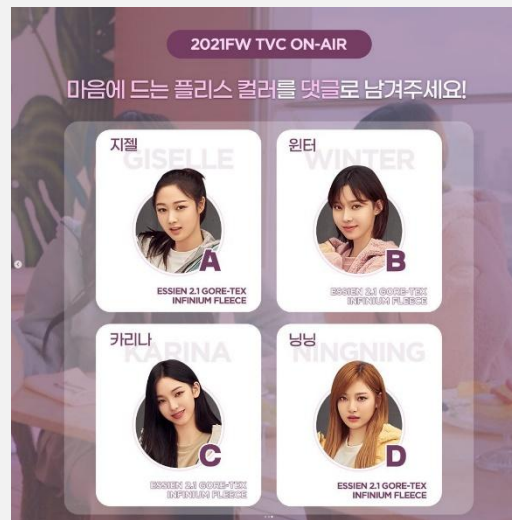 2021FW TVC ON-AIR
마음에 드는 플리스 컬러를 댓글로 남겨주세요!
지젤
GISELLE
A
ESSIEN 2.1 GORE-TEX
INFINIUM FLEECE
윈터
WINTER
B
ESSIEN 2.1 GORE-TEX
INFINIUM FLEECE
카리나
KARINA
C
ESSIEN 2.1 GORE-TEX
INFINIUM FLEECE
닝닝
NINGNING
D
ESSIEN 2.1 GORE-TEX
INFINIUM FLEECE